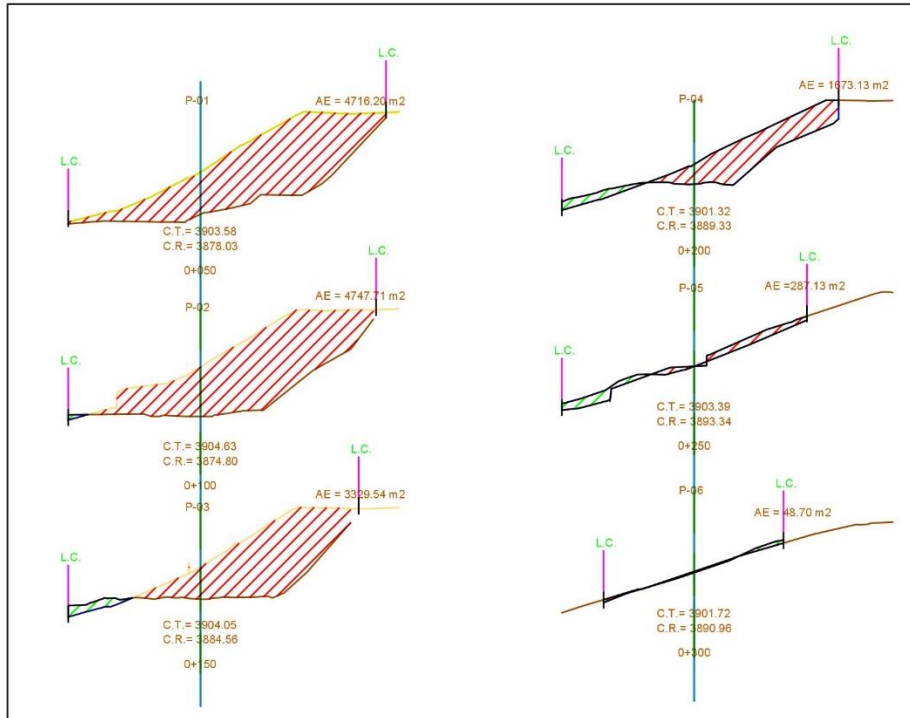 L.C.
P-01
AE = 4716.20 m2
L.C.
C.T.= 3903.58
C.R.= 3878.03
0+050
L.C.
P-02
AE = 4747.71 m2
L.C.
C.T.= 3904.63
C.R.= 3874.80
0+100
L.C.
P-03
AE = 3329.54 m2
L.C.
C.T.= 3904.05
C.R.= 3884.56
0+150
L.C.
AE = 1673.13 m2
P-04
L.C.
C.T.= 3901.32
C.R.= 3889.33
0+200
L.C.
AE =287.13 m2
P-05
L.C.
C.T.= 3903.39
C.R.= 3893.34
0+250
L.C.
P-06
AE = 48.70 m2
L.C.
C.T.= 3901.72
C.R.= 3890.96
0+300